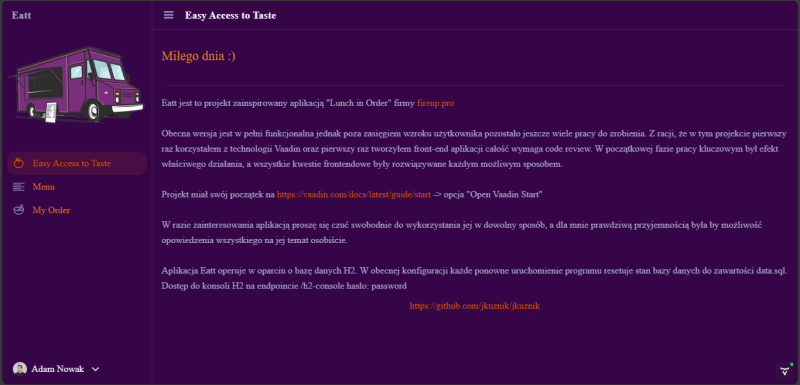 Eatt
Easy Access to Taste
Miłego dnia :)
Eatt jest to projekt zainspirowany aplikacją "Lunch in Order" firmy fireup.pro
Obecna wersja jest w pełni funkcjonalna jednak poza zasięgiem wzroku użytkownika pozostało jeszcze wiele pracy do zrobienia. Z racji, że w tym projekcie pierwszy
raz korzystałem z technologii Vaadin oraz pierwszy raz tworzyłem front-end aplikacji całość wymaga code review. W początkowej fazie pracy kluczowym był efekt
właściwego działania, a wszystkie kwestie frontendowe były rozwiązywane każdym możliwym sposobem.
Easy Access to Taste
Menu
My Order
Projekt miał swój początek na https://vaadin.com/docs/latest/guide/start -> opcja "Open Vaadin Start"
W razie zainteresowania aplikacją proszę się czuć swobodnie do wykorzystania jej w dowolny sposób, a dla mnie prawdziwą przyjemnością była by możliwość
opowiedzenia wszystkiego na jej temat osobiście.
Aplikacja Eatt operuje w oparciu o bazę danych H2. W obecnej konfiguracji każde ponowne uruchomienie programu resetuje stan bazy danych do zawartości data.sql.
Dostęp do konsoli H2 na endpoincie /h2-console hasło: password
https://github.com/jkuznik/jkuznik
Adam Nowak